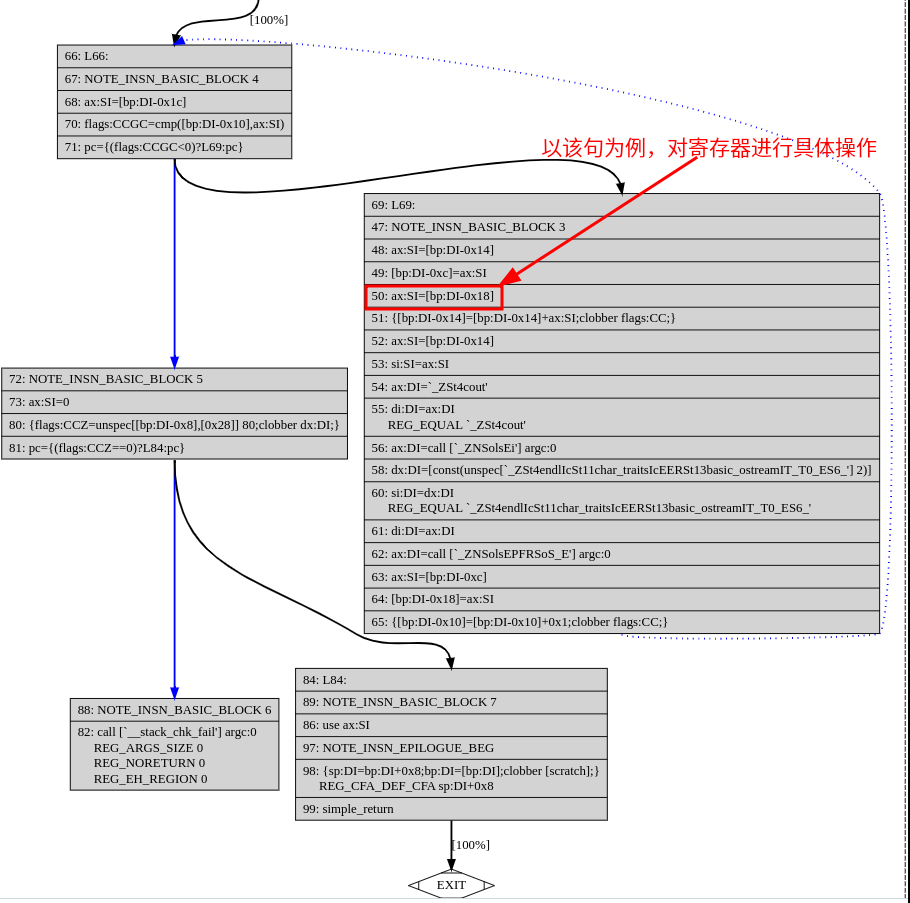 [100%]
66: L66:
67: NOTE_INSN_BASIC_BLOCK 4
68: ax:SI=[bp:DI-0x1c]
70: flags:CCGC=cmp([bp:DI-0x10],ax:SI)
71: pc={(flags:CCGC<0)?L69:pc}
以该句为例，对寄存器进行具体操作
69: L69:
47: NOTE_INSN_BASIC_BLOCK 3
48: ax:SI=[bp:DI-0x14]
49: [bp:DI-0xc]=ax:SI
50: ax:SI=[bp:DI-0x18]
51: {[bp:DI-0x14]=[bp:DI-0x14]+ax:SI;clobber flags:CC;}
52: ax:SI=[bp:DI-0x14]
53: si:SI=ax:SI
54: ax:DI=`_ZSt4cout'
55: di:DI=ax:DI
REG_EQUAL `_ZSt4cout'
56: ax:DI=call [`_ZNSolsEi'] argc:0
58: dx:DI=[const(unspec[`_ZSt4endlIcSt11char_traitsIcEERSt13basic_ostreamIT_T0_ES6_'] 2)]
60: si:DI=dx:DI
REG_EQUAL `_ZSt4endlIcSt11char_traitsIcEERSt13basic_ostreamIT_T0_ES6_'
61: di:DI=ax:DI
62: ax:DI=call [`_ZNSolsEPFRSoS_E'] argc:0
63: ax:SI=[bp:DI-0xc]
64: [bp:DI-0x18]=ax:SI
65: {[bp:DI-0x10]=[bp:DI-0x10]+0x1;clobber flags:CC;}
72: NOTE_INSN_BASIC_BLOCK 5
73: ax:SI=0
80: {flags:CCZ=unspec[[bp:DI-0x8],[0x28]] 80;clobber dx:DI;}
81: pc={(flags:CCZ==0)?L84:pc}
88: NOTE_INSN_BASIC_BLOCK 6
82: call [`__stack_chk_fail'] argc:0
REG_ARGS_SIZE 0
REG_NORETURN 0
REG_EH_REGION 0
84: L84:
89: NOTE_INSN_BASIC_BLOCK 7
86: use ax:SI
97: NOTE_INSN_EPILOGUE_BEG
98: {sp:DI=bp:DI+0x8;bp:DI=[bp:DI];clobber [scratch];}
REG_CFA_DEF_CFA sp:DI+0x8
99: simple_return
[100%]
EXIT